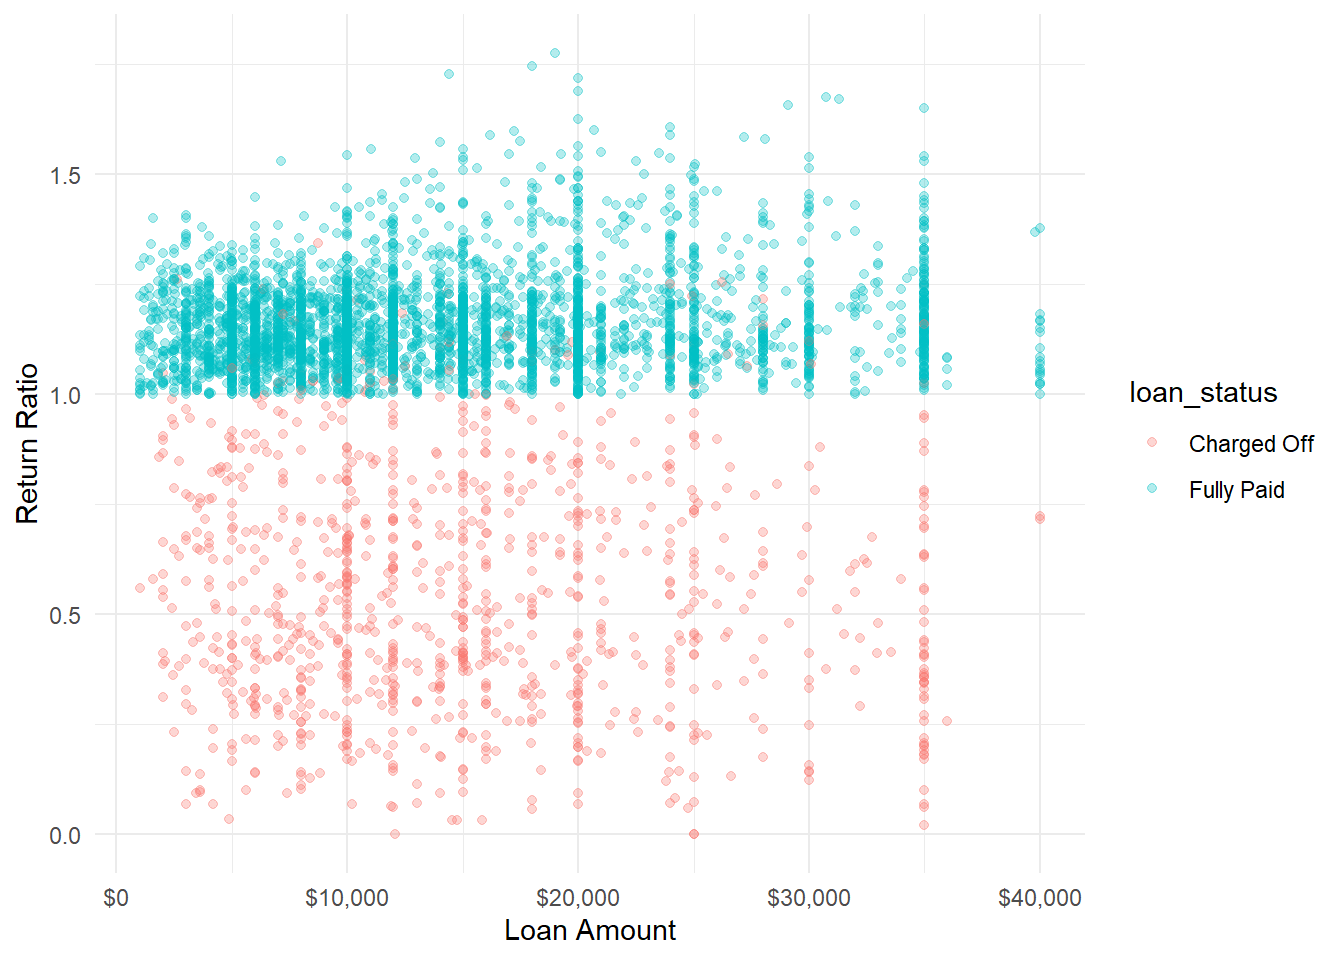 1.5
1.0
0.5
0.0
Return Ratio
$0 $10,000 $20,000 $30,000 $40,000
Loan Amount
loan_status
Charged Off
Fully Paid